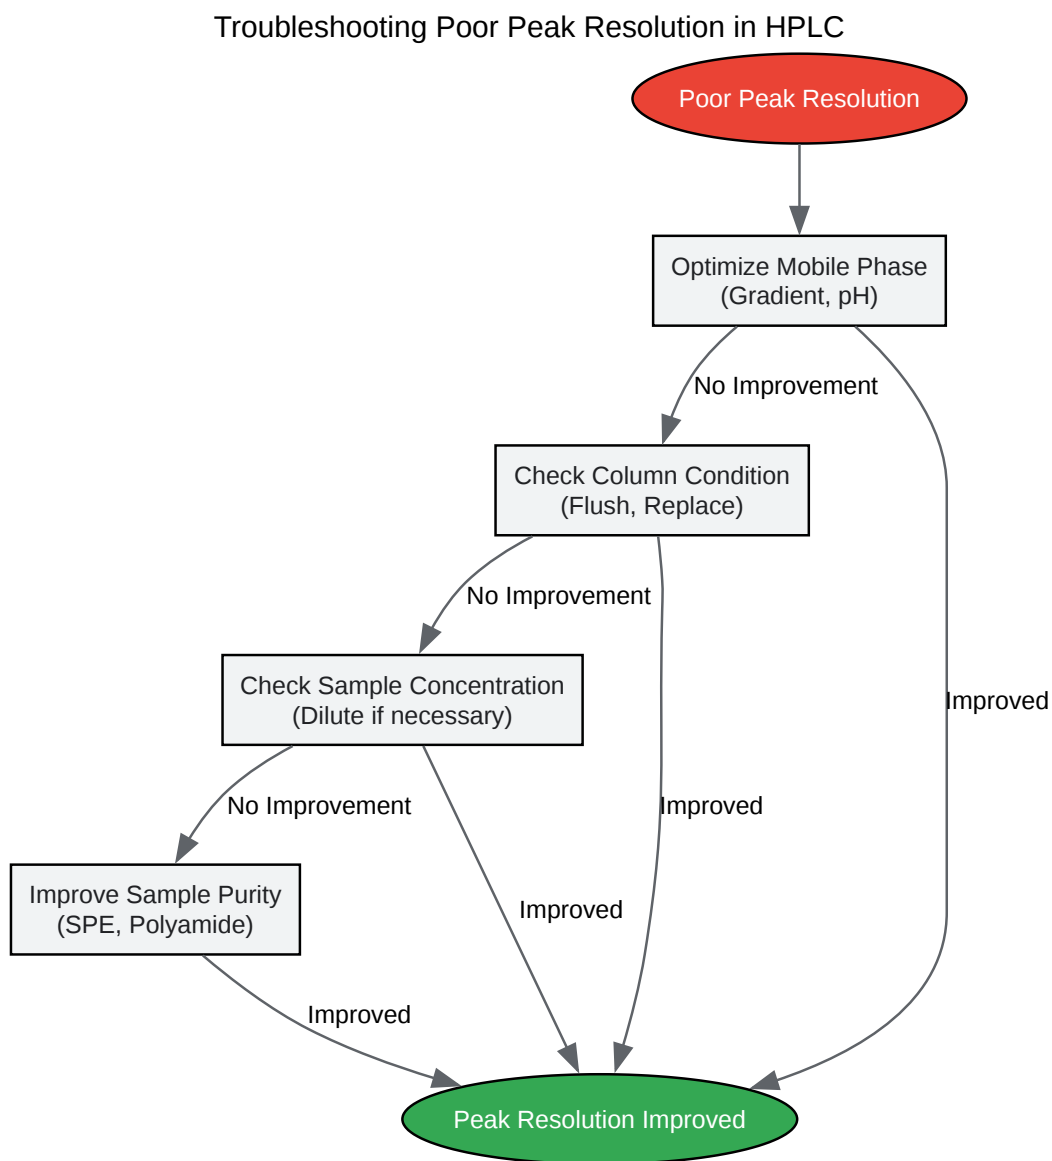 Troubleshooting Poor Peak Resolution in HPLC
Poor Peak Resolution
Optimize Mobile Phase
(Gradient, pH)
No Improvement
Check Column Condition
(Flush, Replace)
No Improvement
Check Sample Concentration
(Dilute if necessary)
Improved
No Improvement
Improved
Improve Sample Purity
(SPE, Polyamide)
Improved
Improved
Peak Resolution Improved